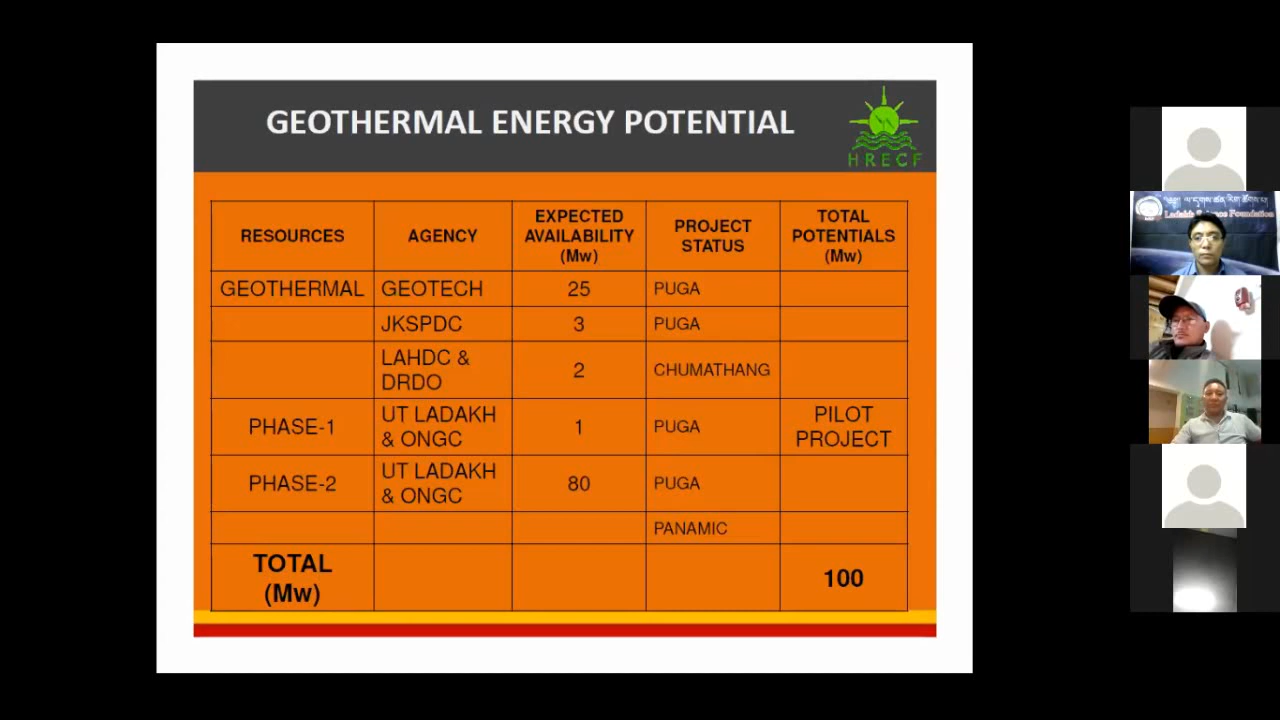 GEOTHERMAL ENERGY POTENTIAL
HRECF
RESOURCES
AGENCY
EXPECTED
AVAILABILITY
(Mw)
PROJECT
STATUS
TOTAL
POTENTIALS
(Mw)
GEOTHERMAL
GEOTECH
25
PUGA
JKSPDC
3
PUGA
LAHDC &
DRDO
2
CHUMATHANG
PHASE-1
UT LADAKH
& ONGC
1
PUGA
PILOT
PROJECT
PHASE-2
UT LADAKH
& ONGC
80
PUGA
PANAMIC
TOTAL
(Mw)
100
Ladakh Science Foundation